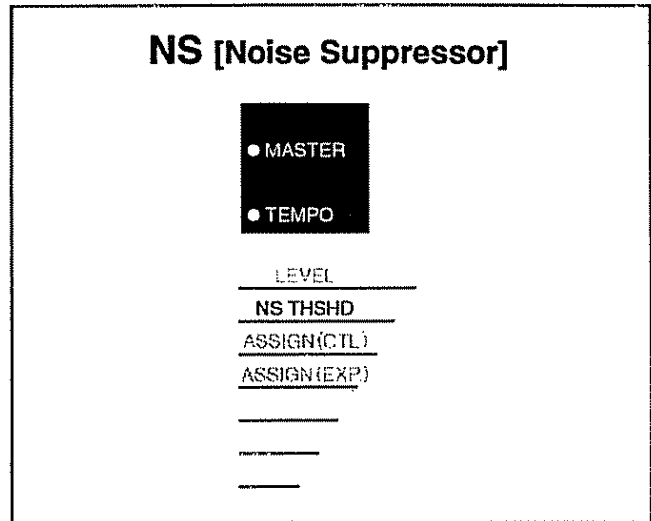 NS [Noise Suppressor]
● MASTER
● TEMPO
LEVEL
NS THSHD
ASSIGN(CTL)
ASSIGN(EXP.)